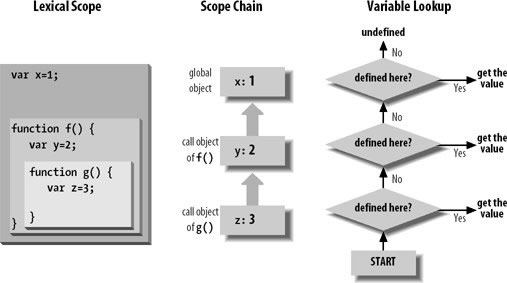 Lexical Scope
var x=1;
function f() {
var y=2;
function g() {
var z=3;
}
}
Scope Chain
global
object
x: 1
call object
of f()
y: 2
call object
of g()
z: 3
Variable Lookup
undefined
No
defined here?
Yes
get the
value
No
defined here?
Yes
get the
value
No
defined here?
Yes
get the
value
START